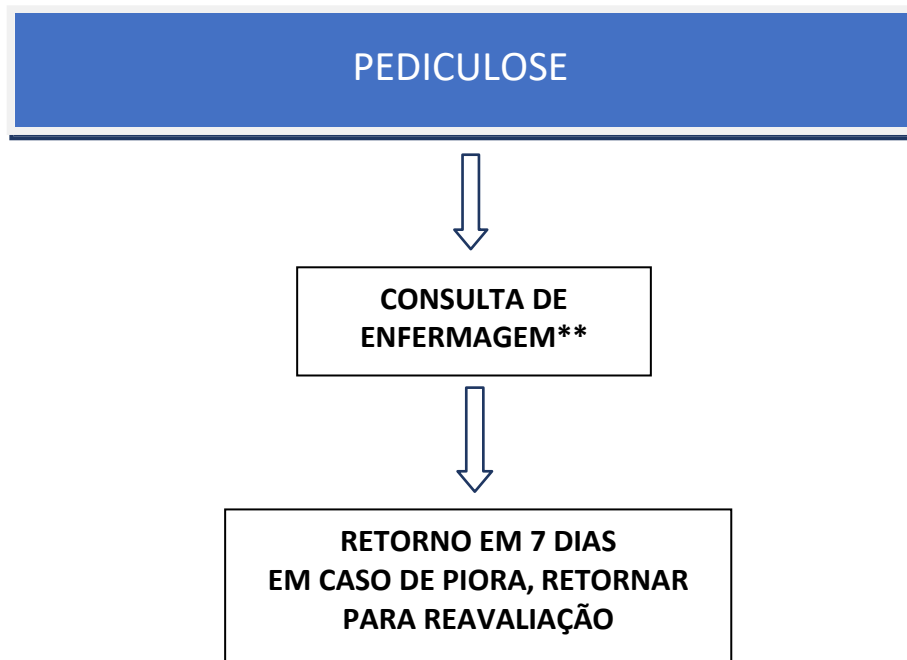 PEDICULOSE
CONSULTA DE
ENFERMAGEM**
RETORNO EM 7 DIAS
EM CASO DE PIORA, RETORNAR
PARA REAVALIAÇÃO